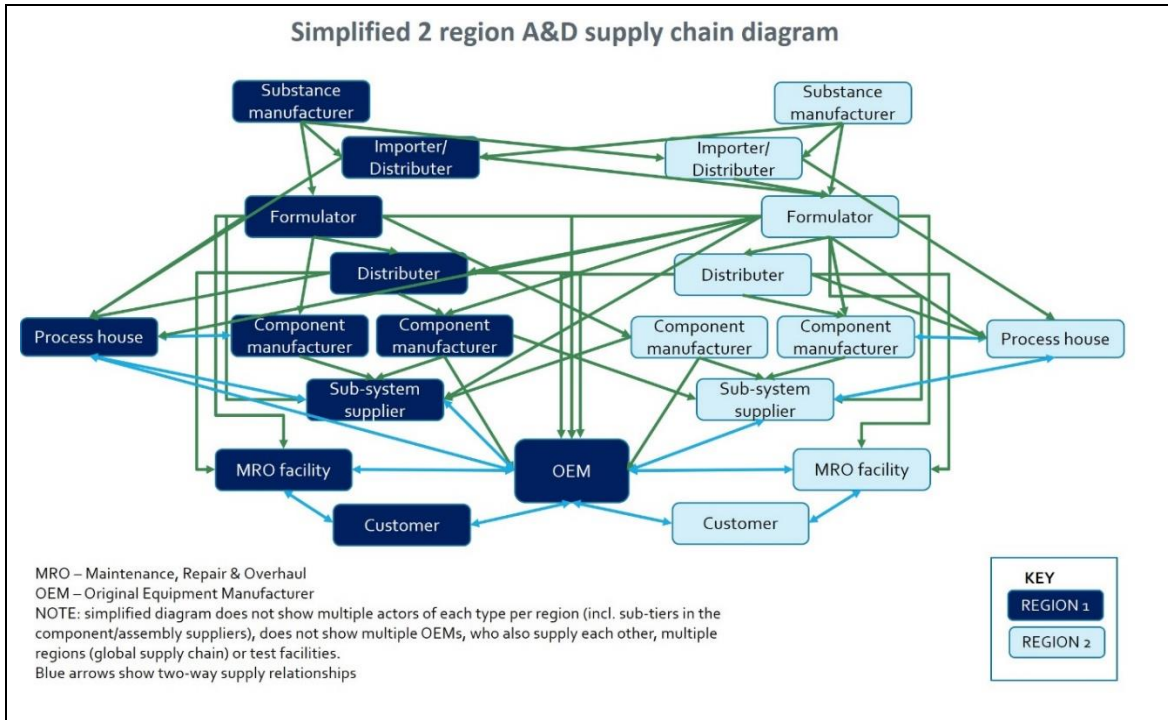 Simplified 2 region A&D supply chain diagram
Substance
manufacturer
Substance
manufacturer
Importer/
Distributer
Importer/
Distributer
Formulator
Formulator
Distributer
Distributer
Process house
Component
manufacturer
Component
manufacturer
Component
manufacturer
Component
manufacturer
Process house
Sub-system
supplier
Sub-system
supplier
MRO facility
OEM
MRO facility
Customer
Customer
MRO – Maintenance, Repair & Overhaul
OEM – Original Equipment Manufacturer
NOTE: simplified diagram does not show multiple actors of each type per region (incl. sub-tiers in the
component/assembly suppliers), does not show multiple OEMs, who also supply each other, multiple
regions (global supply chain) or test facilities.
Blue arrows show two-way supply relationships
KEY
REGION 1
REGION 2